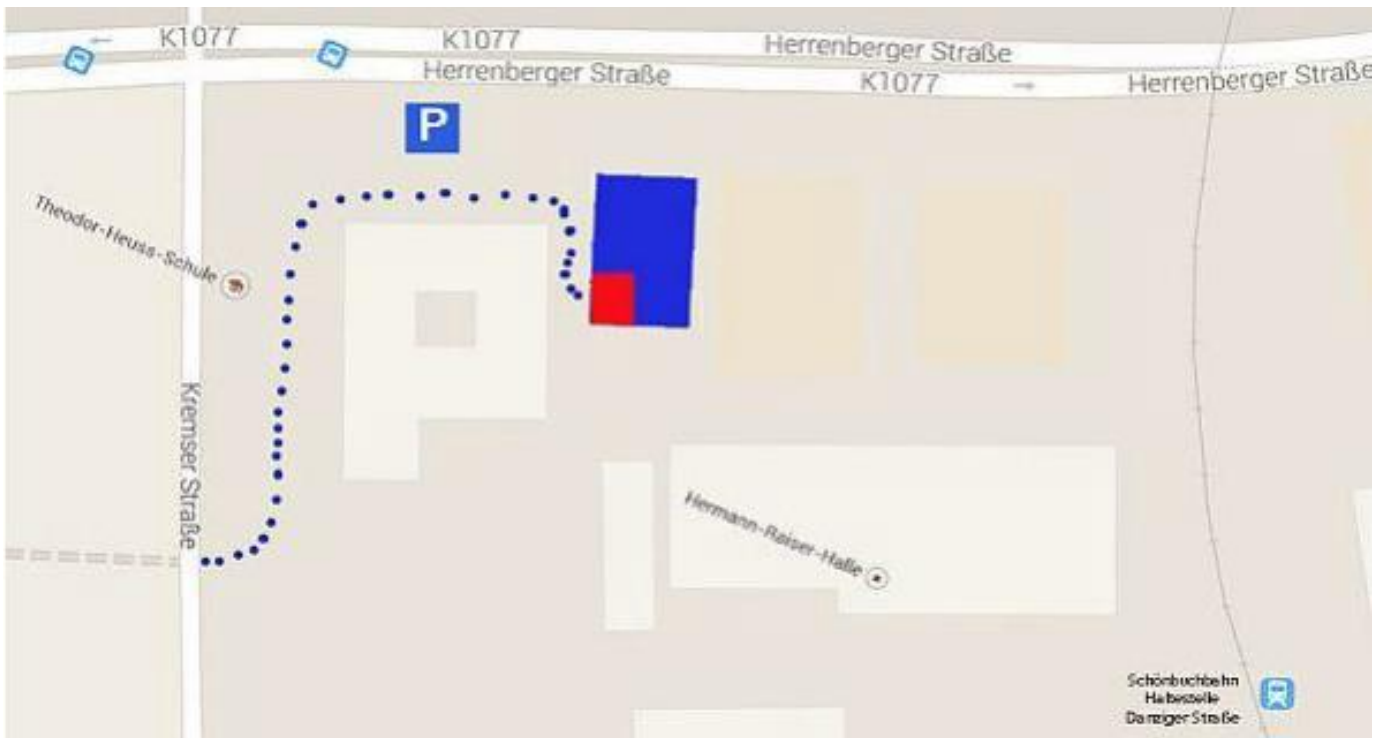 K1077
K1077
Herrenberger Straße
Herrenberger Straße
K1077
Herrenberger Straße
P
Theodor-Heuss-Schule
Kremser Straße
Hermann-Raiser-Halle
Schönbuchbahn
Haltestelle
Danziger Straße